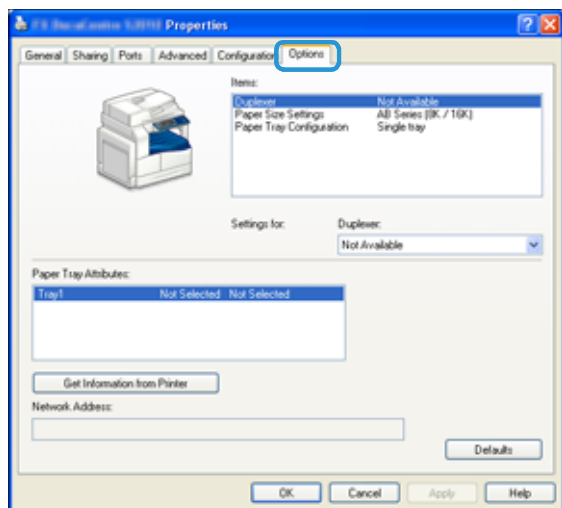 Properties
General Sharing Ports Advanced Configuration Options
Items:
Duplexer Not Available
Paper Size Settings AB Series (8K / 16K)
Paper Tray Configuration Single tray
Settings for: Duplexer:
Not Available
Paper Tray Attributes:
Tray1 Not Selected Not Selected
Get Information from Printer
Network Address:
Defaults
OK Cancel Apply Help